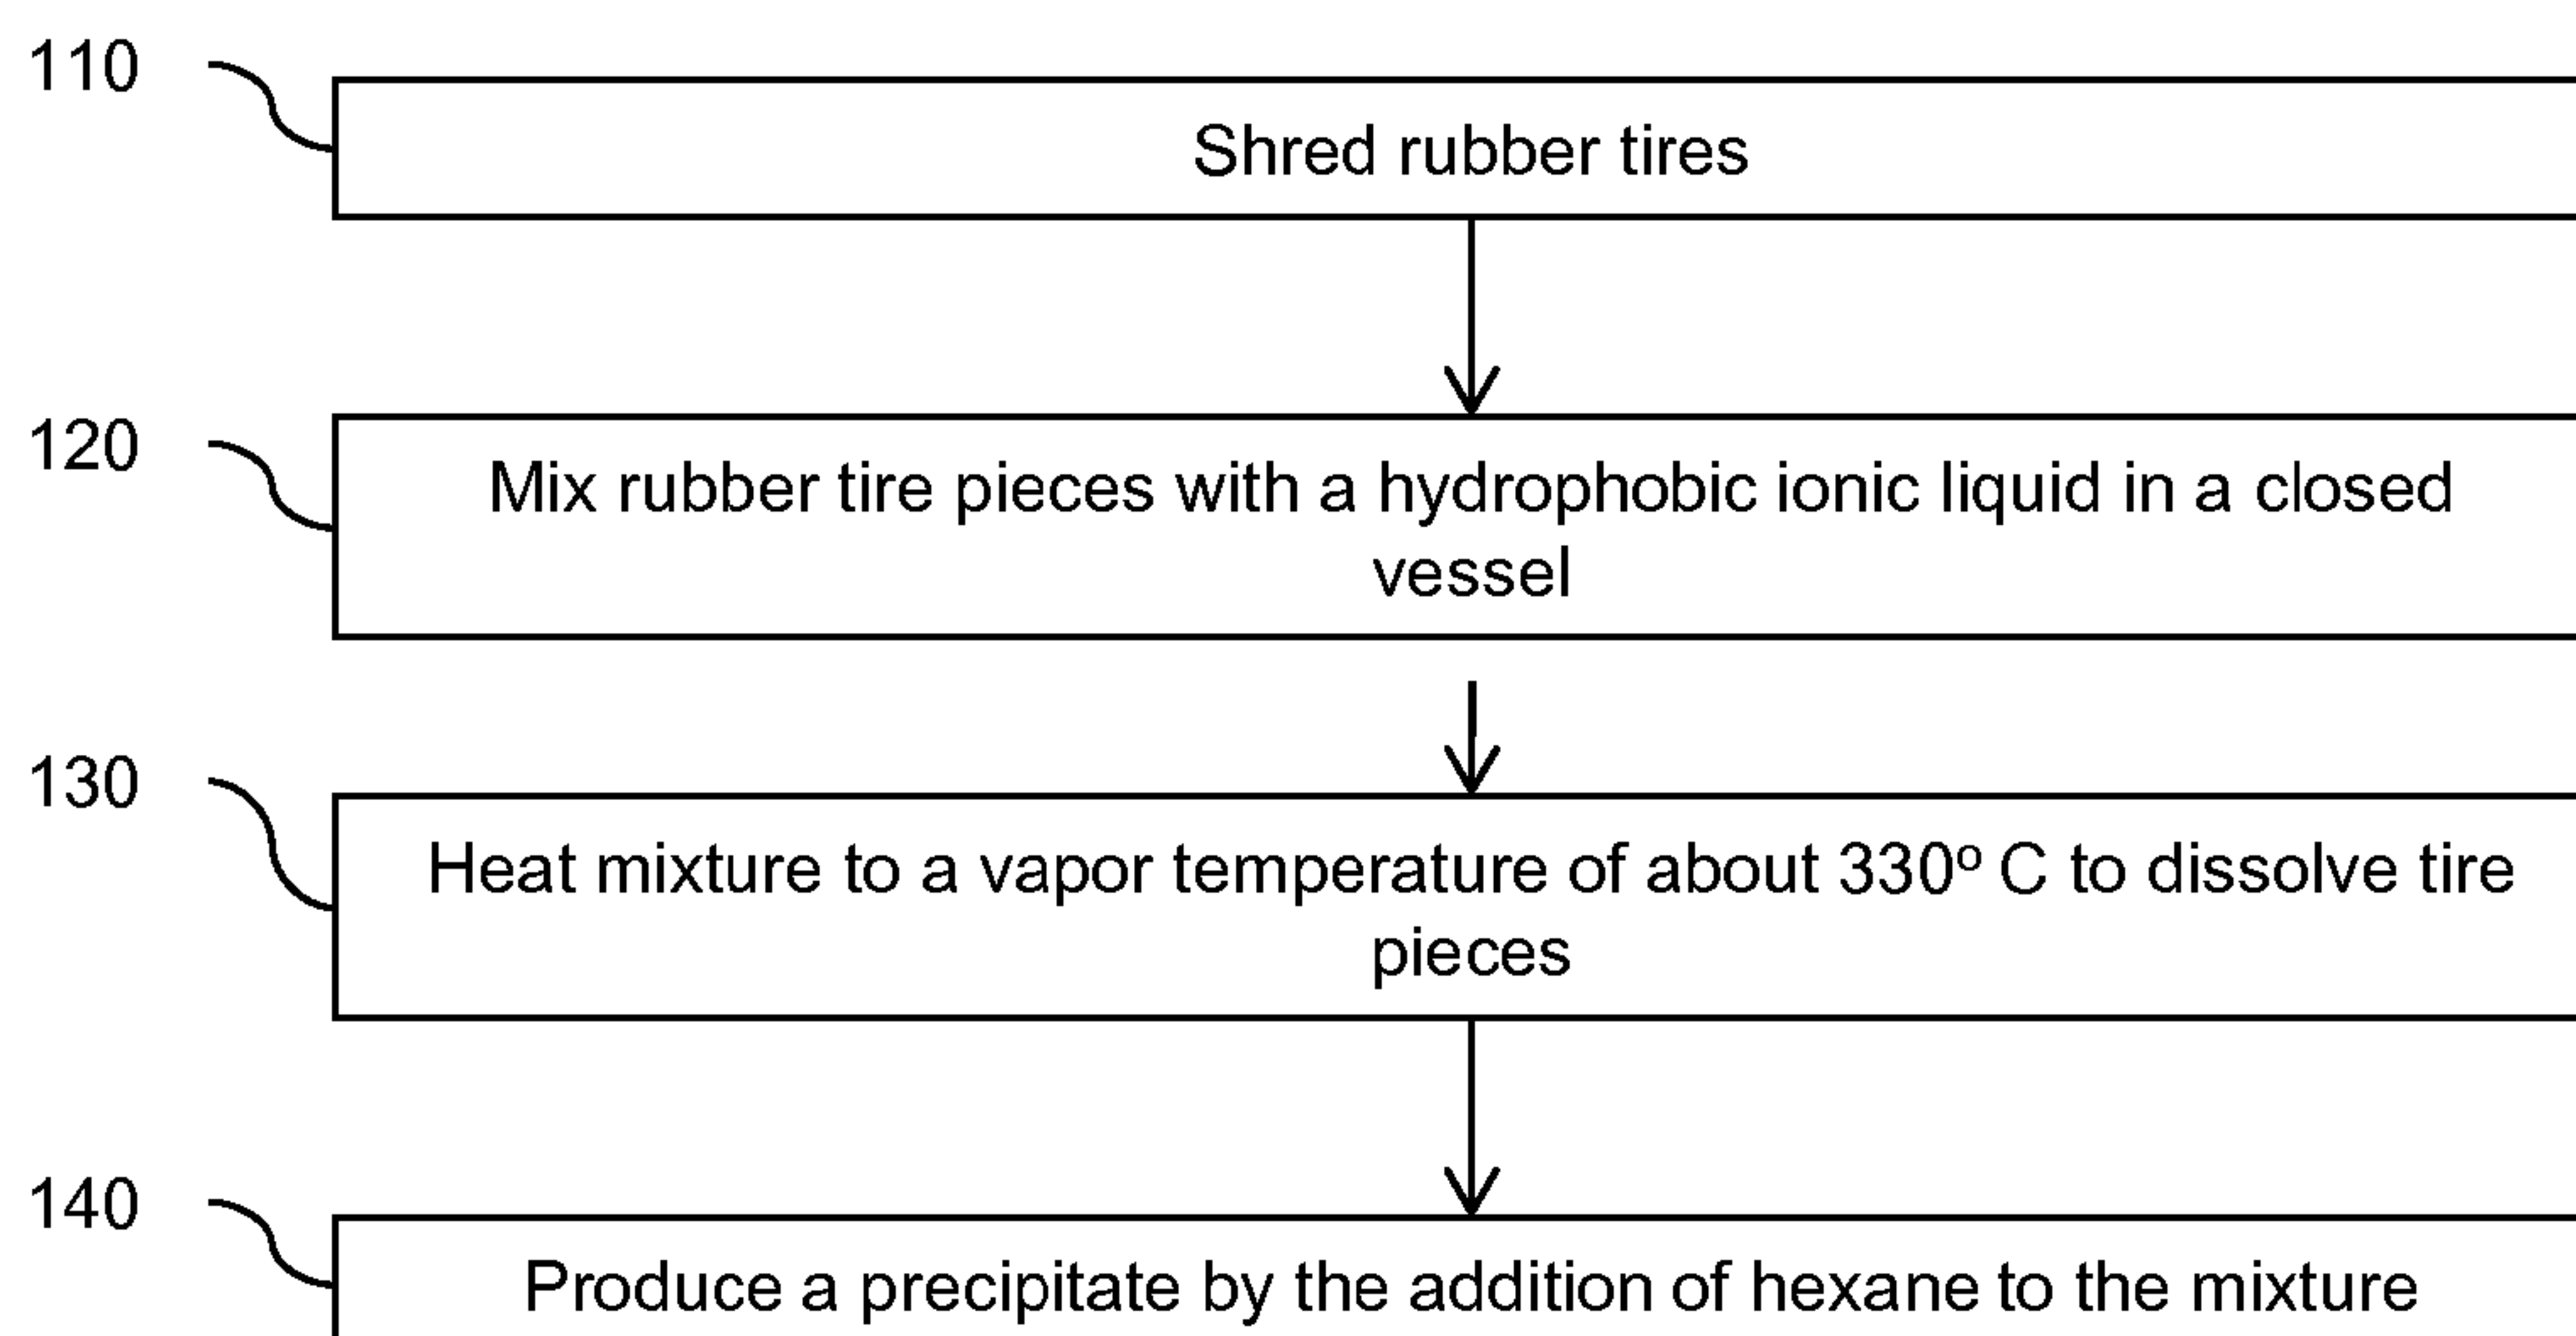 110
Shred rubber tires
120
Mix rubber tire pieces with a hydrophobic ionic liquid in a closed
vessel
130
Heat mixture to a vapor temperature of about 330º C to dissolve tire
pieces
140
Produce a precipitate by the addition of hexane to the mixture